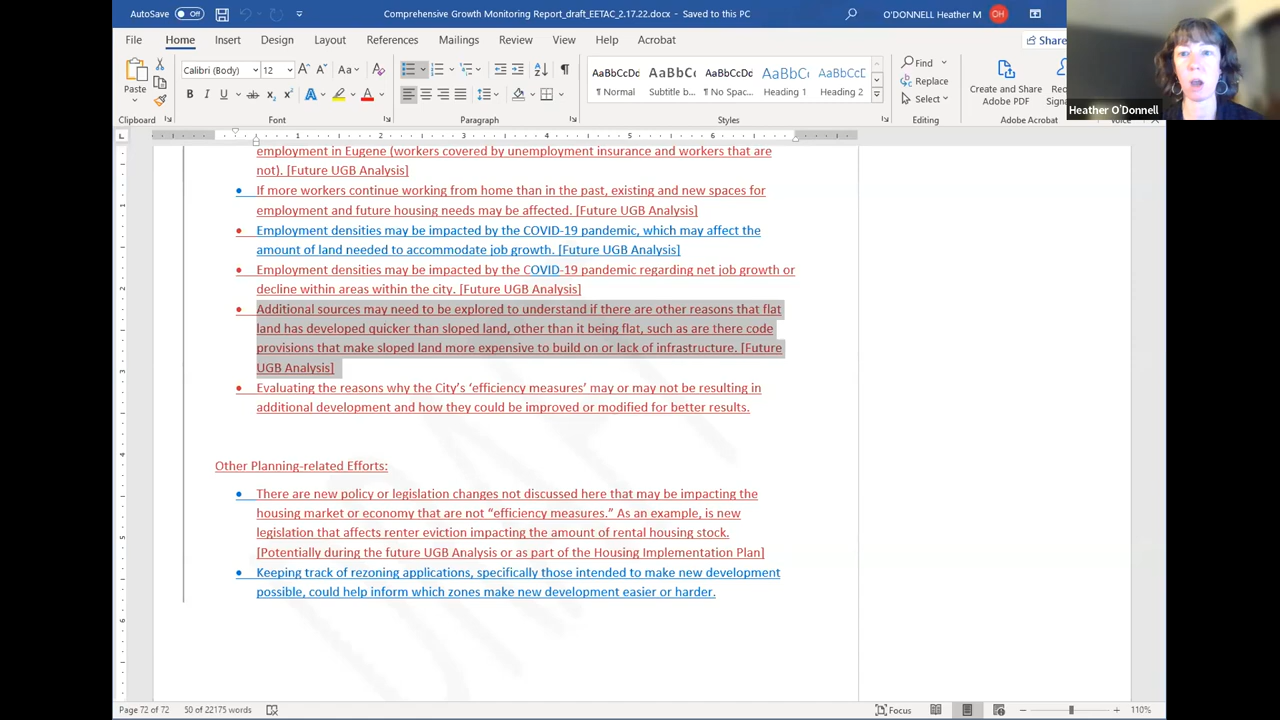 AutoSave Off
Comprehensive Growth Monitoring Report_draft_EETAC_2.17.22.docx - Saved to this PC
O'DONNELL Heather M OH
File Home Insert Design Layout References Mailings Review View Help Acrobat Share
Paste
Calibri (Body) 12
Clipboard Font Paragraph Styles Editing Adobe Acrobat
AaBbCcDd AaBbCcC AaBbCcDd AaBbCcI AaBbCcD
¶ Normal Subtitle b... ¶ No Spac... Heading 1 Heading 2
Find
Replace
Select
Create and Share
Adobe PDF
Heather O'Donnell
employment in Eugene (workers covered by unemployment insurance and workers that are
not). [Future UGB Analysis]
• If more workers continue working from home than in the past, existing and new spaces for
employment and future housing needs may be affected. [Future UGB Analysis]
• Employment densities may be impacted by the COVID-19 pandemic, which may affect the
amount of land needed to accommodate job growth. [Future UGB Analysis]
• Employment densities may be impacted by the COVID-19 pandemic regarding net job growth or
decline within areas within the city. [Future UGB Analysis]
• Additional sources may need to be explored to understand if there are other reasons that flat
land has developed quicker than sloped land, other than it being flat, such as are there code
provisions that make sloped land more expensive to build on or lack of infrastructure. [Future
UGB Analysis]
• Evaluating the reasons why the City's 'efficiency measures' may or may not be resulting in
additional development and how they could be improved or modified for better results.
Other Planning-related Efforts:
• There are new policy or legislation changes not discussed here that may be impacting the
housing market or economy that are not "efficiency measures." As an example, is new
legislation that affects renter eviction impacting the amount of rental housing stock.
[Potentially during the future UGB Analysis or as part of the Housing Implementation Plan]
• Keeping track of rezoning applications, specifically those intended to make new development
possible, could help inform which zones make new development easier or harder.
Page 72 of 72 50 of 22175 words
Focus
110%